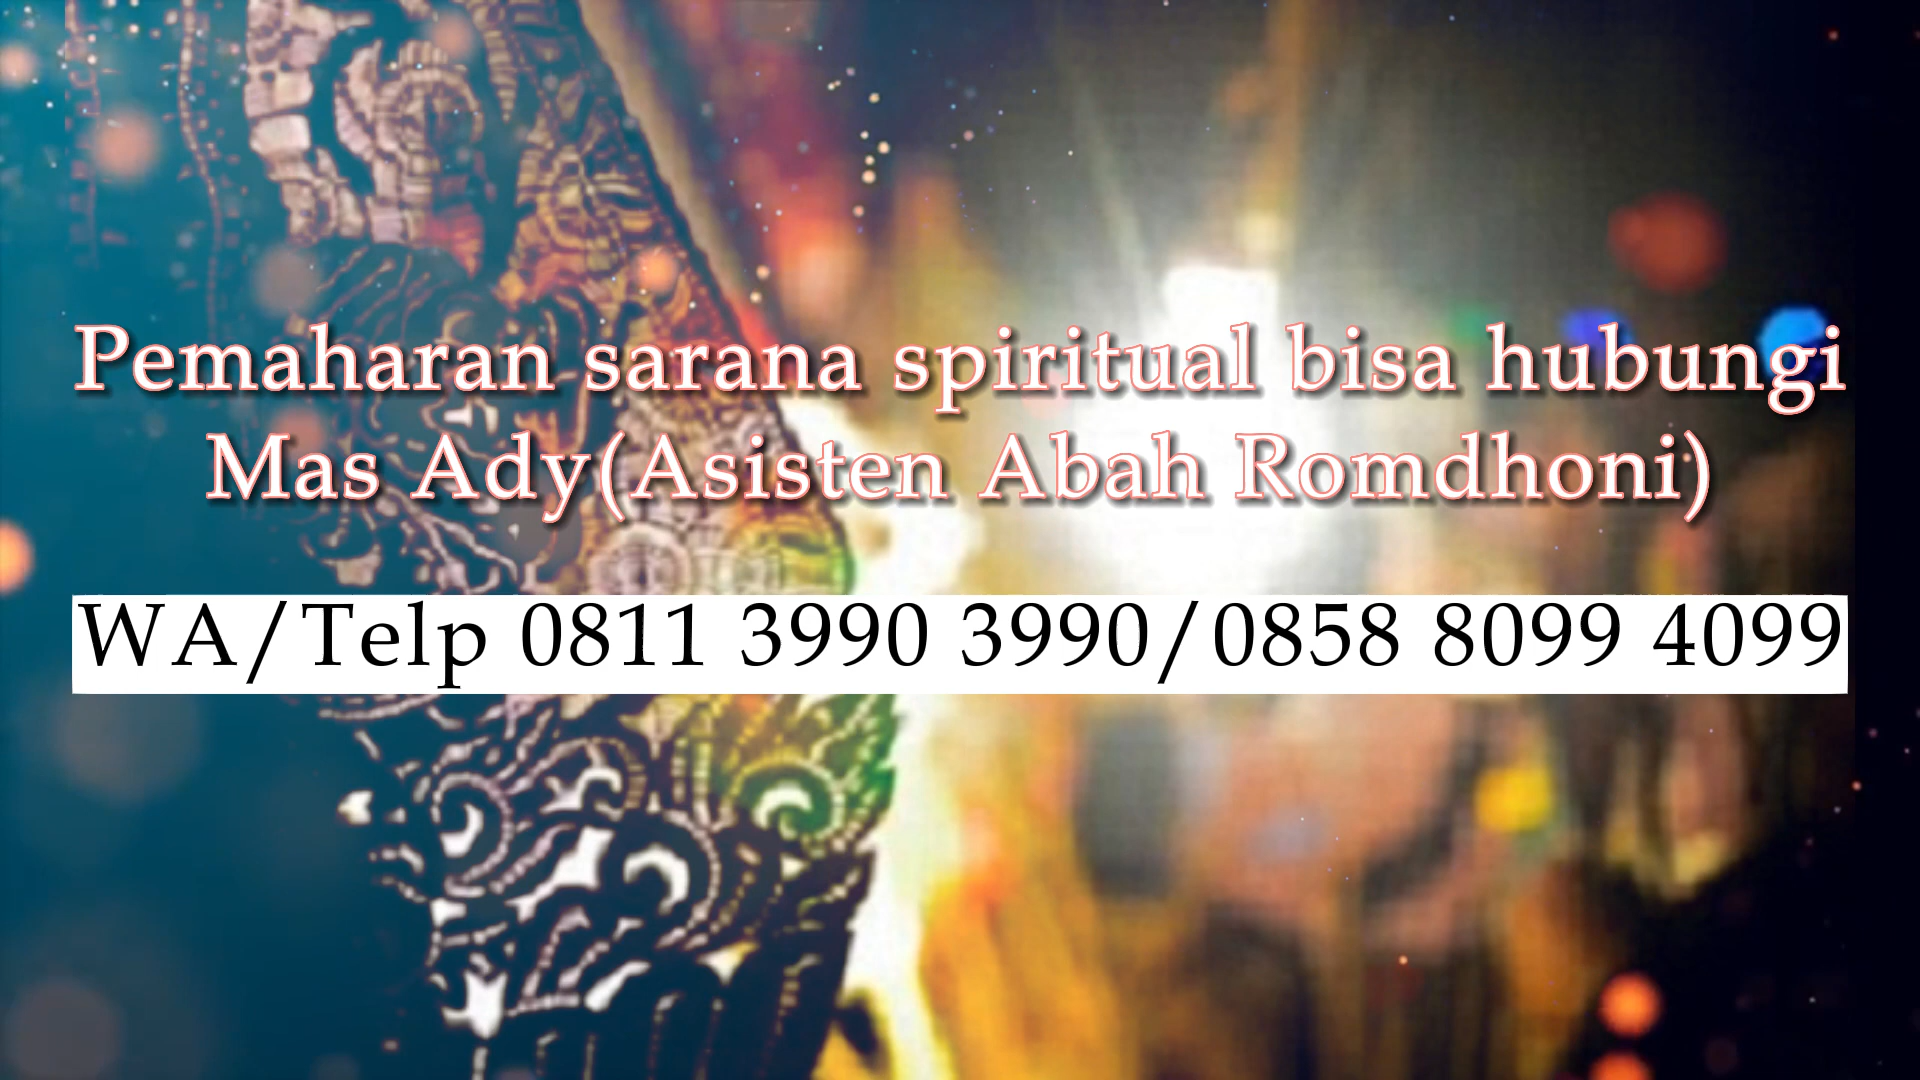 Pemaharan sarana spiritual bisa hubungi
Mas Ady(Asisten Abah Romdhoni)
WA/Telp 0811 3990 3990/0858 8099 4099